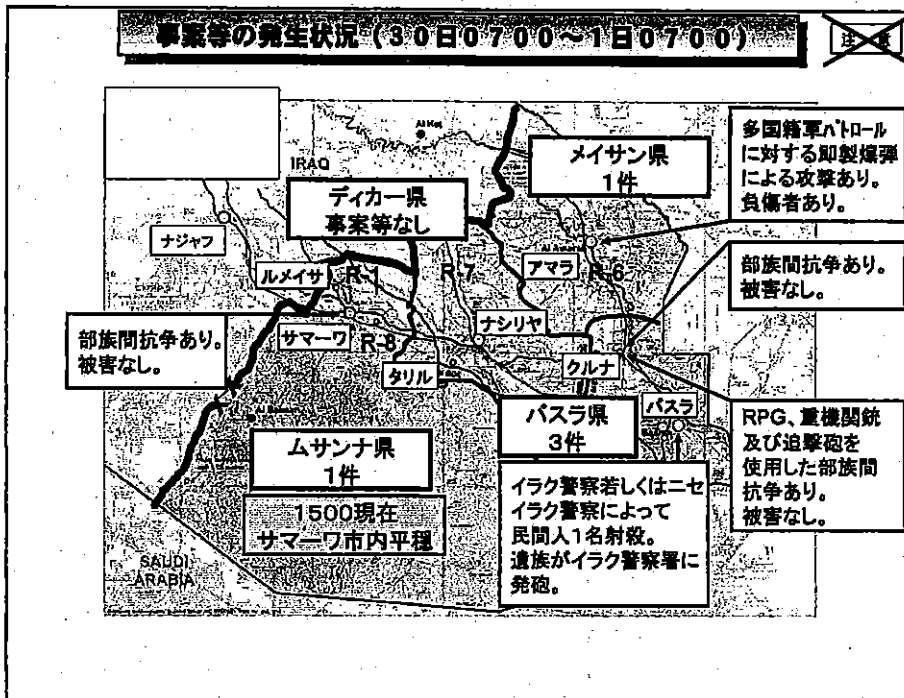 事案等の発生状況(30日0700～1日0700)
注意
多国籍軍パトロール
に対する即製爆弾
による攻撃あり。
負傷者あり。
メイサン県
1件
IRAQ
ディカー県
事案等なし
ナジャフ
ルメイサ
R-1
R-7
アマラ
R-6
部族間抗争あり。
被害なし。
部族間抗争あり。
被害なし。
サマーワ
R-8
ナシリヤ
タリル
クルナ
バスラ
バスラ県
3件
RPG、重機関銃
及び迫撃砲を
使用した部族間
抗争あり。
被害なし。
ムサンナ県
1件
1500現在
サマーワ市内平穏
イラク警察若しくはニセ
イラク警察によって
民間人1名射殺。
遺族がイラク警察署に
発砲。
SAUDI
ARABIA